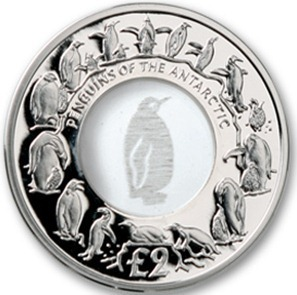 PENGUINS OF THE ANTARCTIC
£2